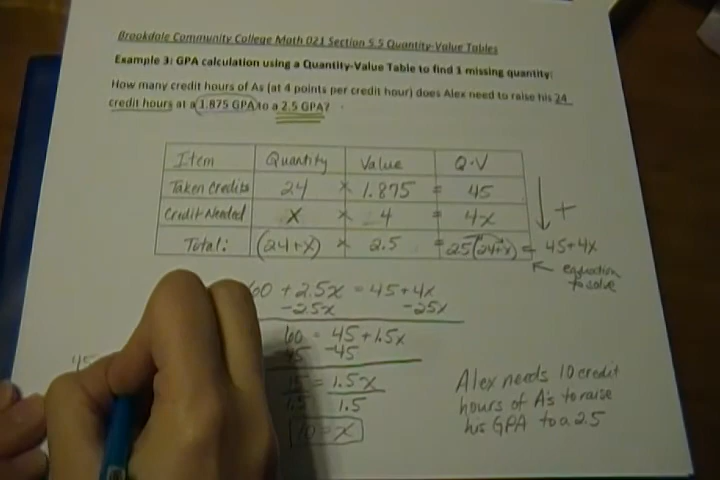 Brookdale Community College Math 021 Section 5.5 Quantity-Value Tables
Example 3: GPA calculation using a Quantity-Value Table to find 1 missing quantity:
How many credit hours of As (at 4 points per credit hour) does Alex need to raise his 24
credit hours at a 1.875 GPA to a 2.5 GPA?
Item Quantity Value Q·V
Taken Credits 24 x 1.875 = 45
Credit Needed x x 4 = 4x
Total: (24+x) x 2.5 = 2.5(24+x) = 45+4x
+
equation
to solve
60 + 2.5x = 45+4x
-2.5x -2.5x
60 = 45 + 1.5x
-45 -45
15 = 1.5x
1.5 1.5
10 = x
45
Alex needs 10 credit
hours of A's to raise
his GPA to a 2.5